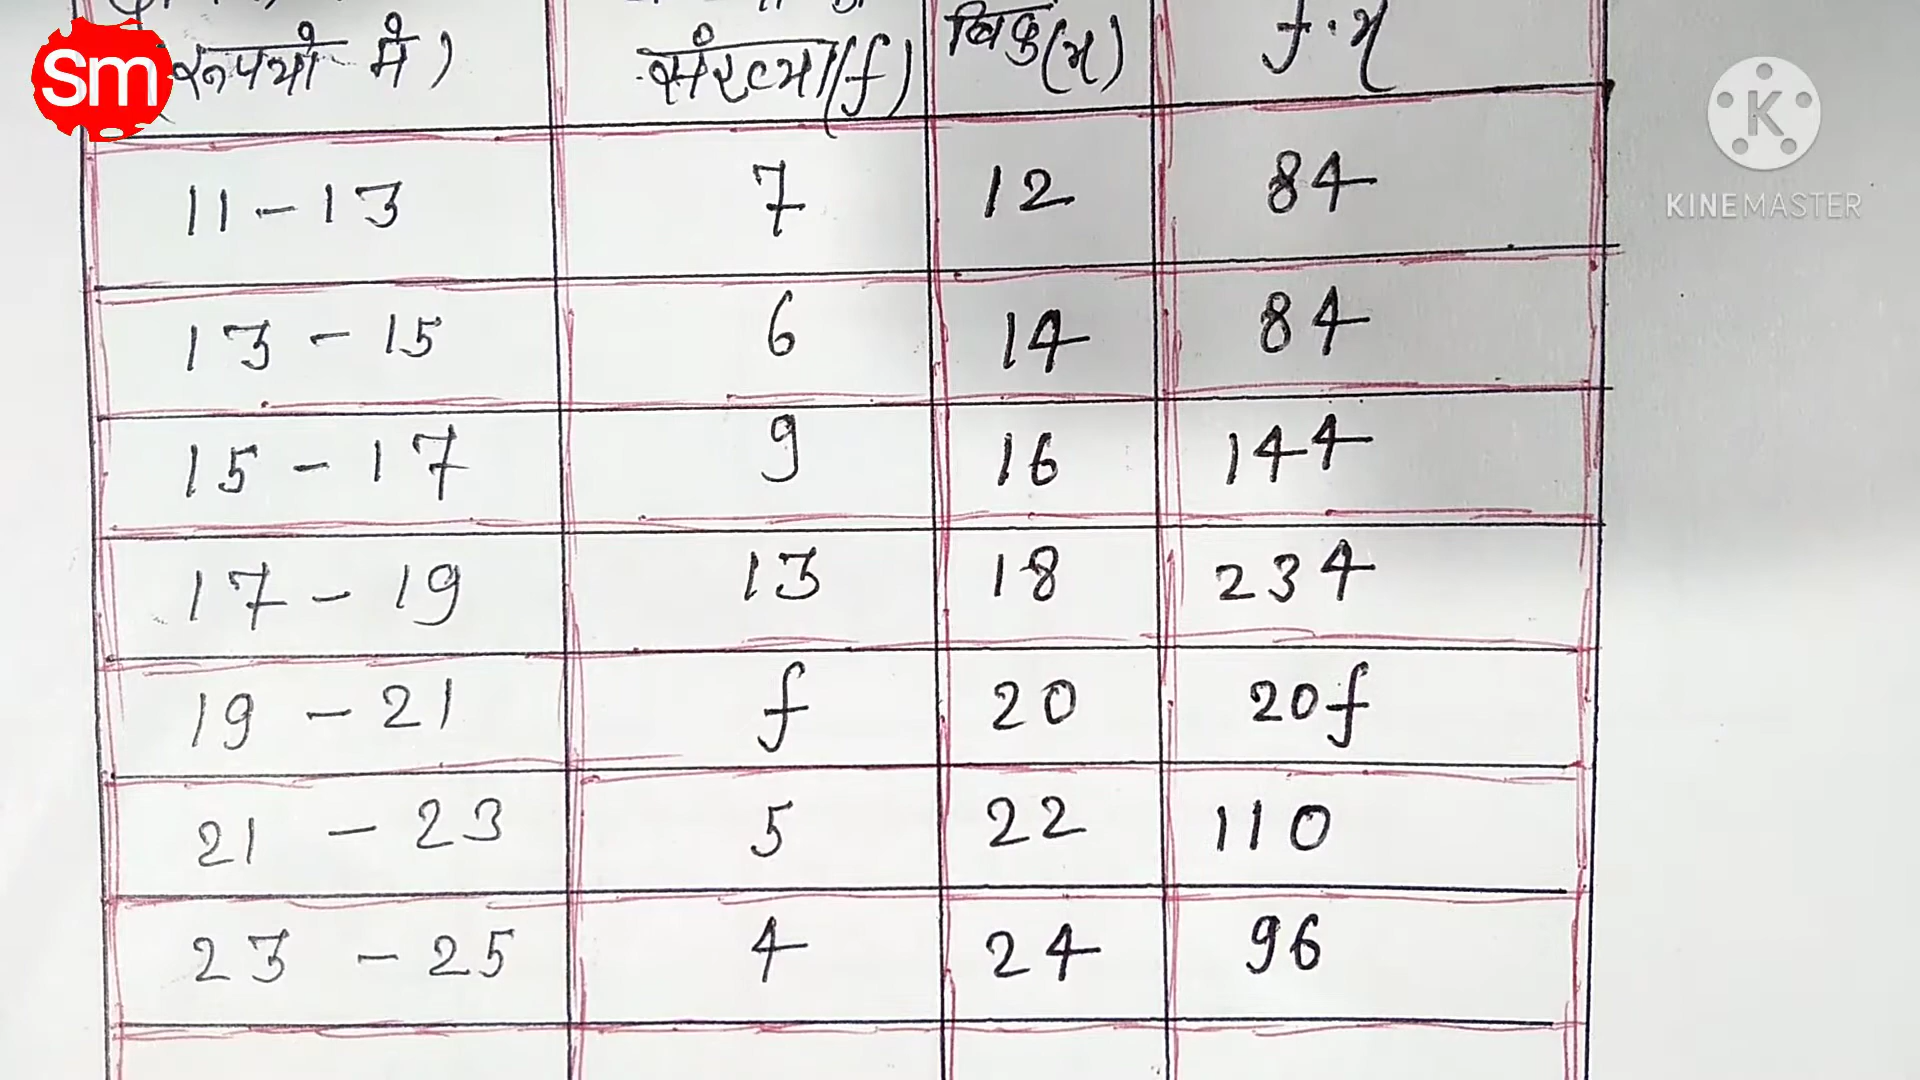 Sm
रूपयो मे)	संख्या(f)	बिंदु(x)	f.x
K
KINEMASTER
11-13	7	12	84
13-15	6	14	84
15-17	9	16	144
17-19	13	18	234
19-21	f	20	20f
21-23	5	22	110
23-25	4	24	96